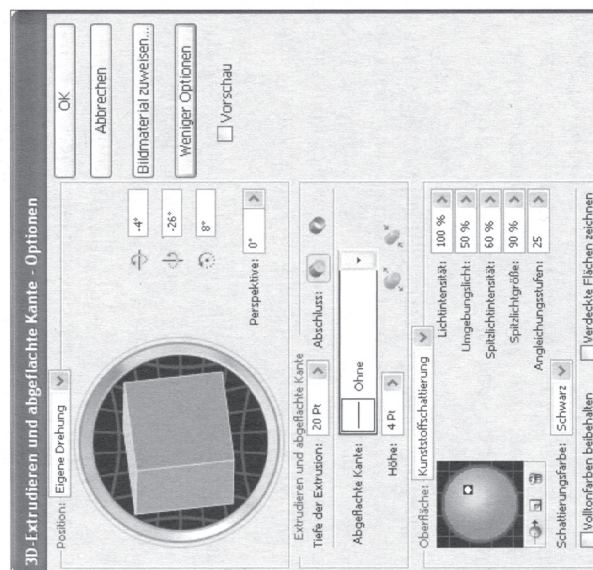 3D-Extrudieren und abgeflachte Kante - Optionen
Position: Eigene Drehung
-4°
-26°
8°
Perspektive: 0°
OK
Abbrechen
Bildmaterial zuweisen...
Weniger Optionen
Vorschau
Extrudieren und abgeflachte Kante
Tiefe der Extrusion: 20 Pt
Abschluss:
Abgeflachte Kante: Ohne
Höhe: 4 Pt
Oberfläche: Kunststoffschattierung
Lichtintensität: 100 %
Umgebungslicht: 50 %
Spitzlichtintensität: 60 %
Spitzlichtgröße: 90 %
Angleichungsstufen: 25
Schattierungsfarbe: Schwarz
Volltonfarben beibehalten
Verdeckte Flächen zeichnen